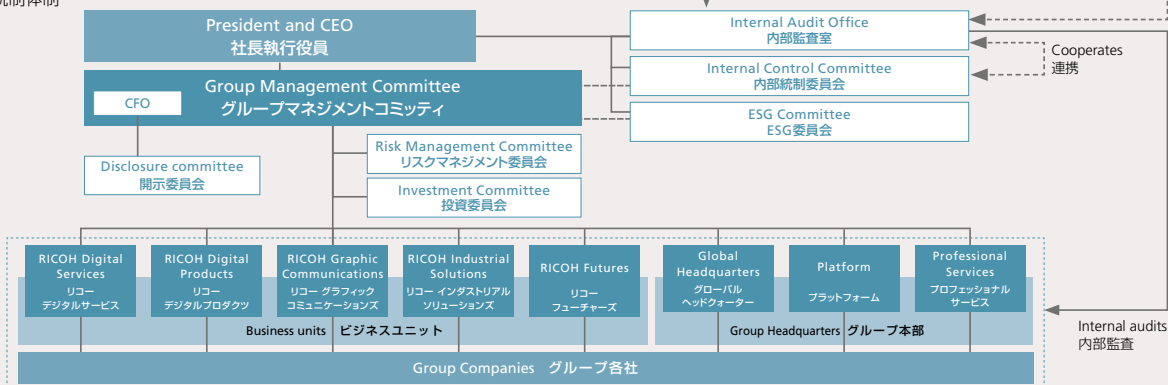 President and CEO
社長執行役員
Internal Audit Office
内部監査室
Cooperates
連携
Group Management Committee
グループマネジメントコミッティ
CFO
Internal Control Committee
内部統制委員会
ESG Committee
ESG委員会
Disclosure committee
開示委員会
Risk Management Committee
リスクマネジメント委員会
Investment Committee
投資委員会
RICOH Digital
Services
リコー
デジタルサービス
RICOH Digital
Products
リコー
デジタルプロダクツ
RICOH Graphic
Communications
リコー グラフィック
コミュニケーションズ
RICOH Industrial
Solutions
リコー インダストリアル
ソリューションズ
RICOH Futures
リコー
フューチャーズ
Global
Headquarters
グローバル
ヘッドクォーター
Platform
プラットフォーム
Professional
Services
プロフェッショナル
サービス
Business units ビジネスユニット
Group Headquarters グループ本部
Internal audits
内部監査
Group Companies グループ各社